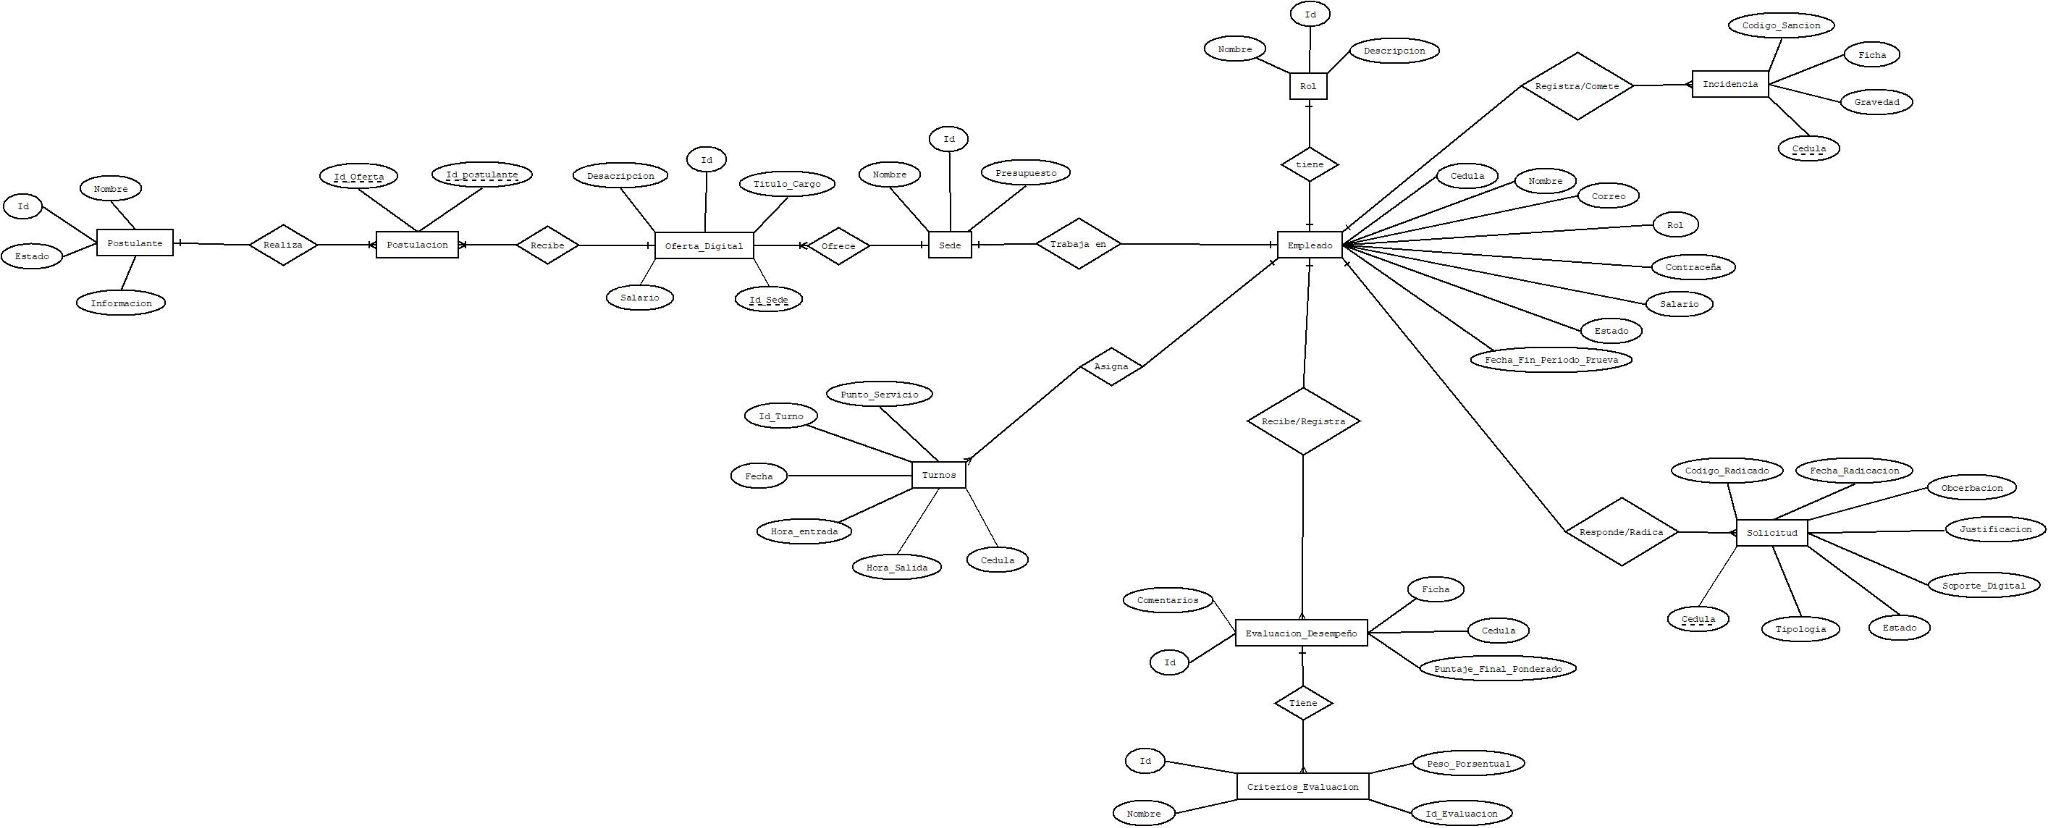 Id
Codigo_Sancion
Nombre
Descripcion
Ficha
Rol
Registra/Comete
Incidencia
Gravedad
Id
Cedula
Id
tiene
Desacripcion
Titulo_Cargo
Nombre
Presupuesto
Id_Oferta
Id_postulante
Cedula
Nombre
Nombre
Correo
Id
Rol
Postulante
Realiza
Postulacion
Recibe
Oferta_Digital
Ofrece
Sede
Trabaja en
Empleado
Estado
Contraceña
Informacion
Salario
Id_Sede
Salario
Estado
Fecha_Fin_Periodo_Prueva
Asigna
Punto_Servicio
Id_Turno
Recibe/Registra
Fecha
Turnos
Codigo_Radicado
Fecha_Radicacion
Obcerbacion
Hora_entrada
Responde/Radica
Solicitud
Justificacion
Hora_Salida
Cedula
Soporte_Digital
Comentarios
Ficha
Cedula
Tipologia
Estado
Evaluacion_Desempeño
Cedula
Id
Puntaje_Final_Ponderado
Tiene
Id
Peso_Porsentual
Criterios_Evaluacion
Nombre
Id_Evaluacion